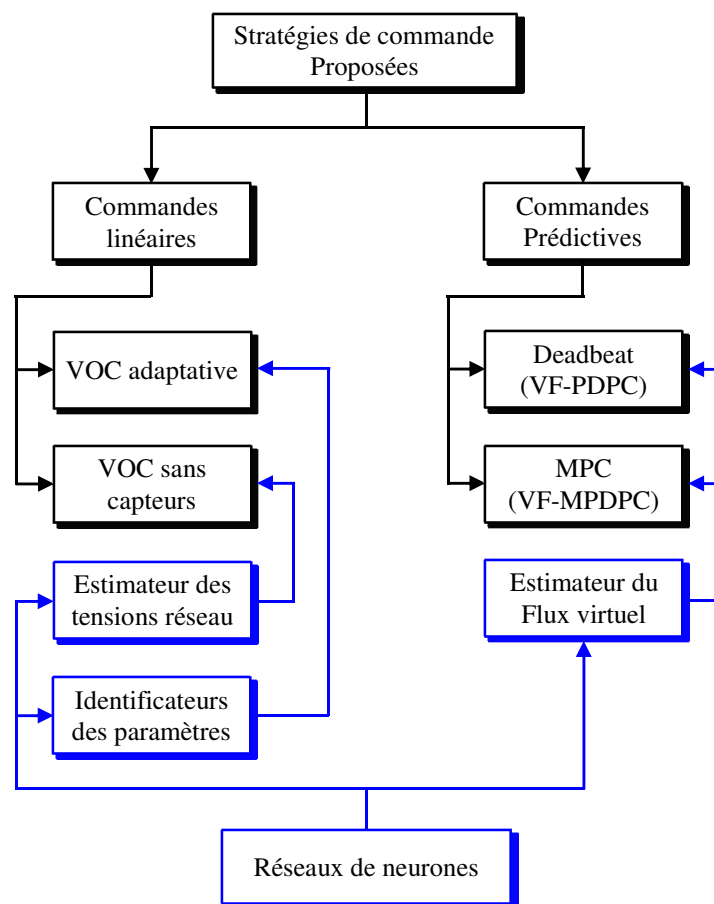 Stratégies de commande
Proposées
Commandes
linéaires
Commandes
Prédictives
VOC adaptative
Deadbeat
(VF-PDPC)
VOC sans
capteurs
MPC
(VF-MPDPC)
Estimateur des
tensions réseau
Estimateur du
Flux virtuel
Identificateurs
des paramètres
Réseaux de neurones